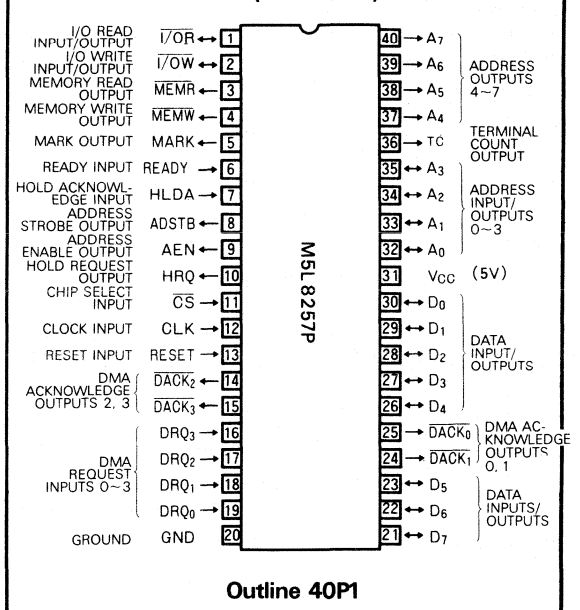 I/O READ
INPUT/OUTPUT I/OR ↔ 1
I/O WRITE
INPUT/OUTPUT I/OW ↔ 2
MEMORY READ
OUTPUT MEMR ← 3
MEMORY WRITE
OUTPUT MEMW ← 4
MARK OUTPUT MARK ← 5
READY INPUT READY → 6
HOLD ACKNOWL-
EDGE INPUT HLDA → 7
ADDRESS
STROBE OUTPUT ADSTB ← 8
ADDRESS
ENABLE OUTPUT AEN ← 9
HOLD REQUEST
OUTPUT HRQ ← 10
CHIP SELECT
INPUT CS → 11
CLOCK INPUT CLK → 12
RESET INPUT RESET → 13
DMA
ACKNOWLEDGE
OUTPUTS 2, 3
DACK2 ← 14
DACK3 ← 15
DMA
REQUEST
INPUTS 0~3
DRQ3 → 16
DRQ2 → 17
DRQ1 → 18
DRQ0 → 19
GROUND GND 20
M5L8257P
40 → A7
39 → A6
38 → A5
37 → A4
ADDRESS
OUTPUTS
4~7
36 → TC
TERMINAL
COUNT
OUTPUT
35 ↔ A3
34 ↔ A2
33 ↔ A1
32 ↔ A0
ADDRESS
INPUT/
OUTPUTS
0~3
31 VCC (5V)
30 ↔ D0
29 ↔ D1
28 ↔ D2
27 ↔ D3
26 ↔ D4
DATA
INPUT/
OUTPUTS
25 → DACK0
24 → DACK1
DMA AC-
KNOWLEDGE
OUTPUTS
0, 1
23 ↔ D5
22 ↔ D6
21 ↔ D7
DATA
INPUTS/
OUTPUTS
Outline 40P1